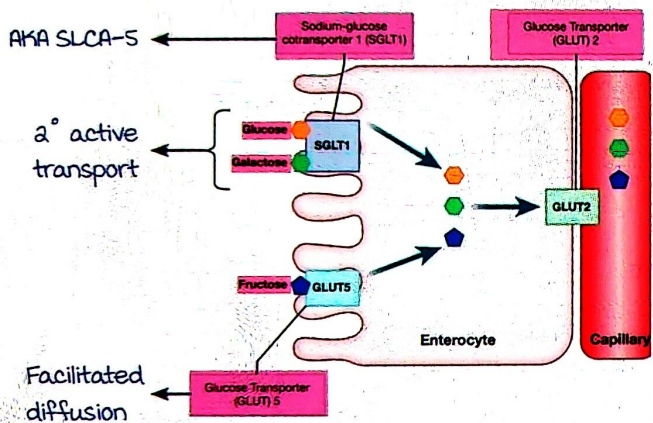 AKA SLCA-5
Sodium-glucose
cotransporter 1 (SGLT1)
Glucose Transporter
(GLUT) 2
2° active
transport
Glucose
Galactose
SGLT1
GLUT2
Fructose
GLUT5
Enterocyte
Capillary
Facilitated
diffusion
Glucose Transporter
(GLUT) 5